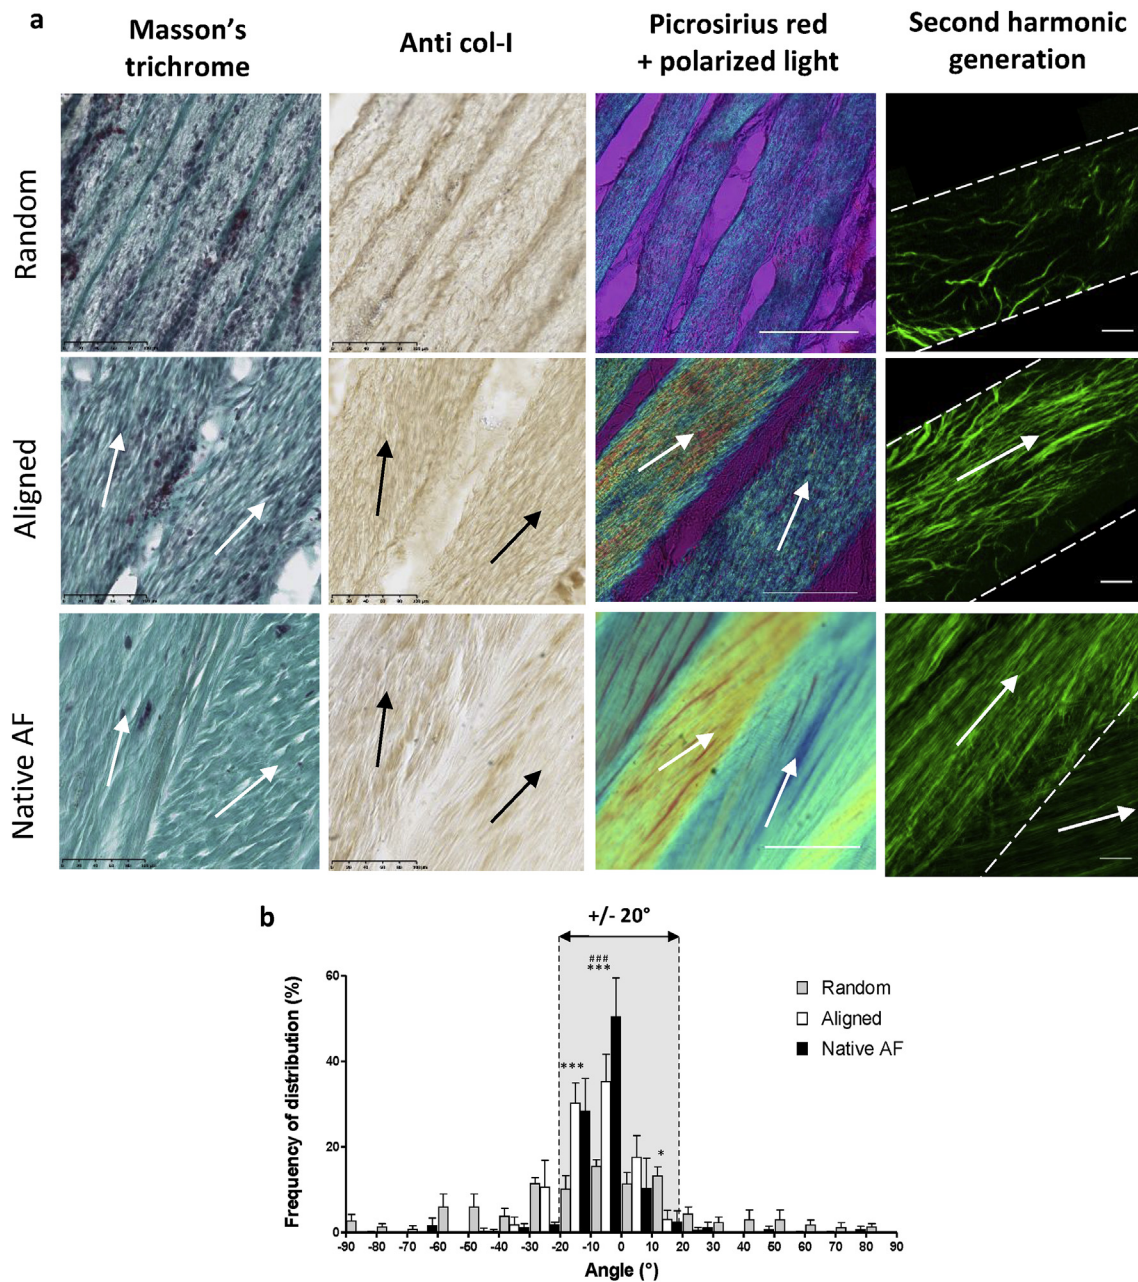 a
Masson's
trichrome
Anti col-I
Picrosirius red
+ polarized light
Second harmonic
generation
Random
Aligned
Native AF
b
+/- 20°
###
***
***
*
Frequency of distribution (%)
60
40
20
0
Random
Aligned
Native AF
-90 -80 -70 -60 -50 -40 -30 -20 -10 0 10 20 30 40 50 60 70 80 90
Angle (°)